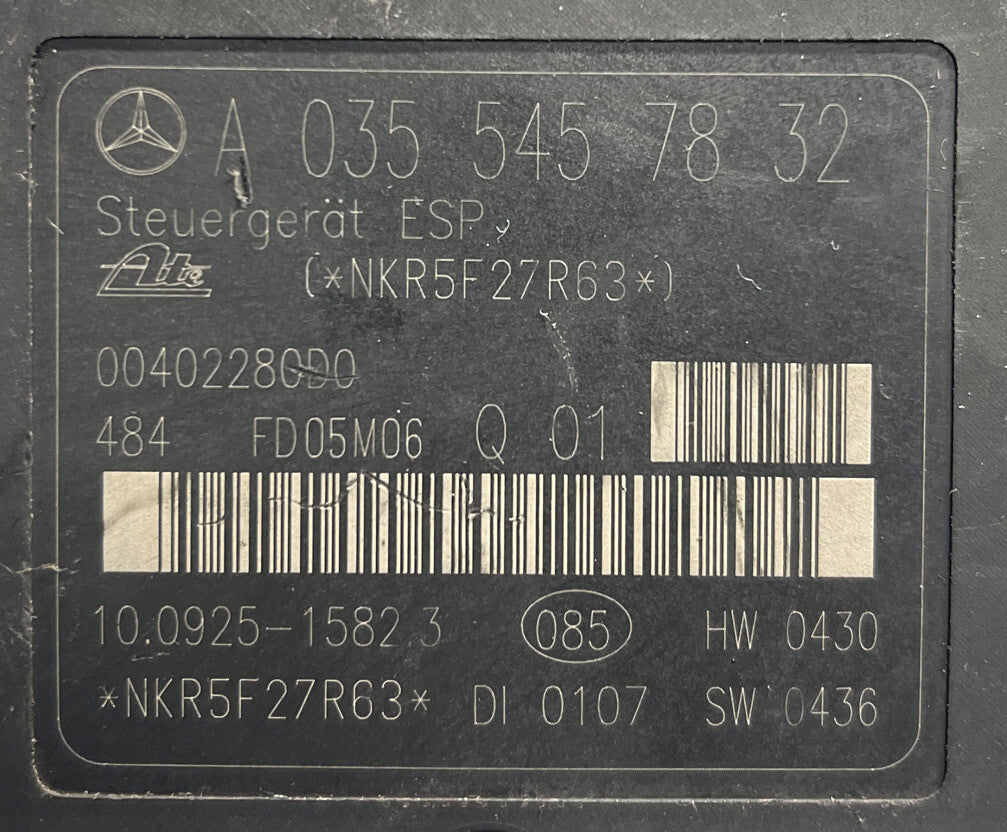 A 035 545 78 32
Steuergerät ESP
Ate (*NKR5F27R63*)
00402280D0
484 FD05M06 Q 01
10.0925-1582.3 085 HW 0430
*NKR5F27R63* DI 0107 SW 0436